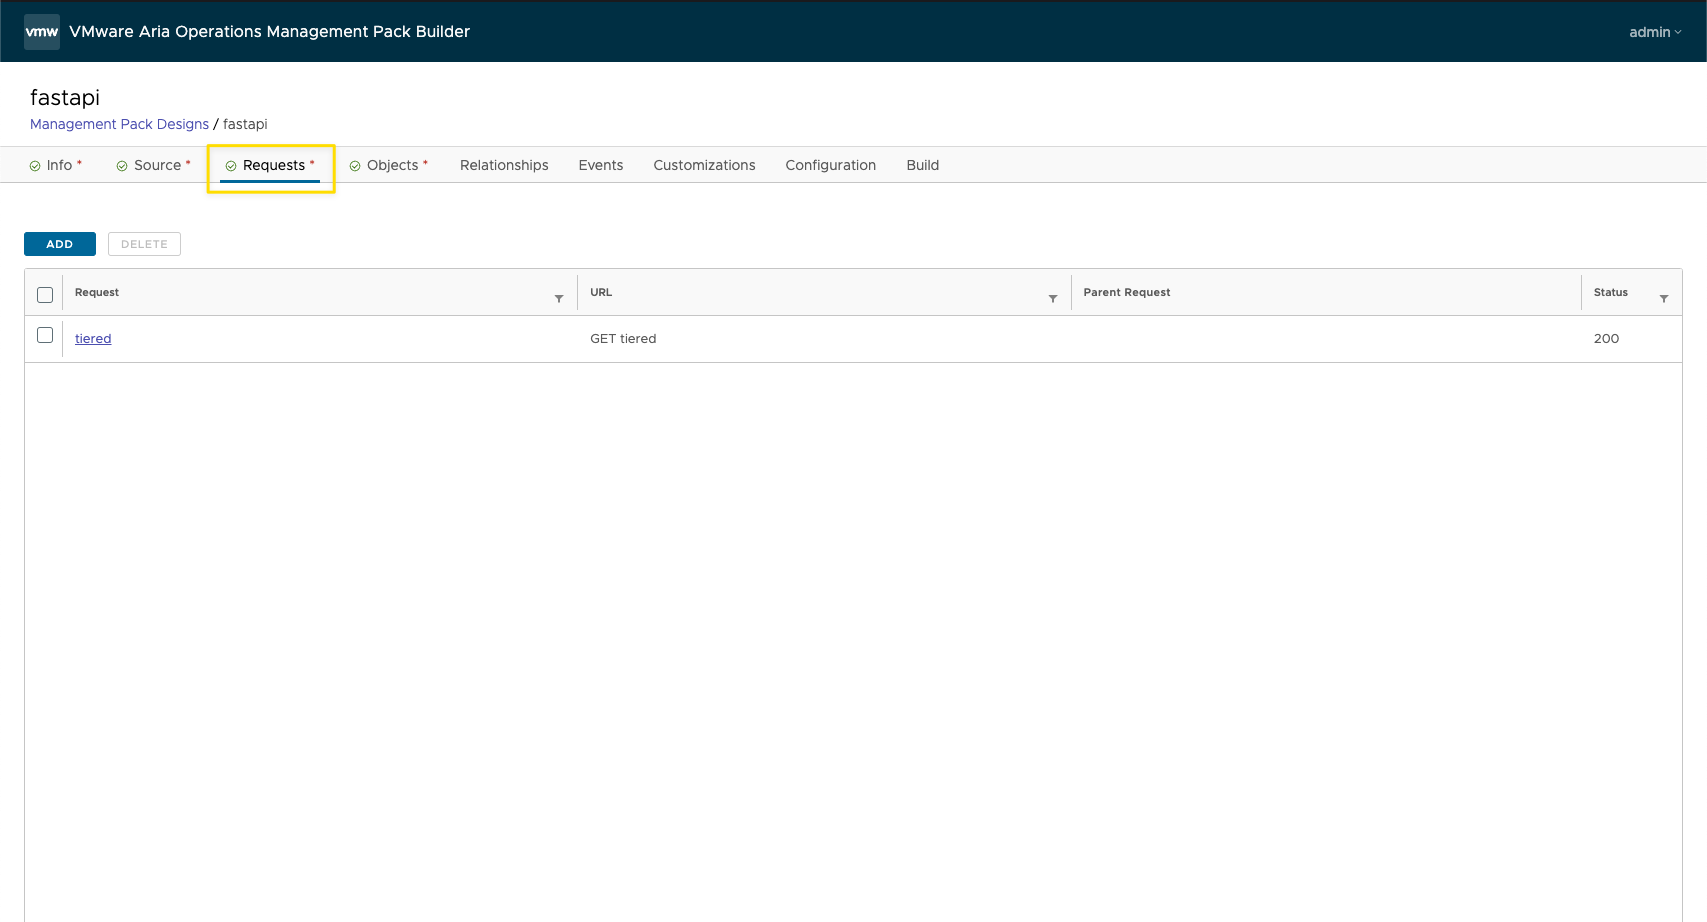 vmw VMware Aria Operations Management Pack Builder admin
fastapi
Management Pack Designs / fastapi
Info * Source * Requests * Objects * Relationships Events Customizations Configuration Build
ADD DELETE
Request URL Parent Request Status
tiered GET tiered 200